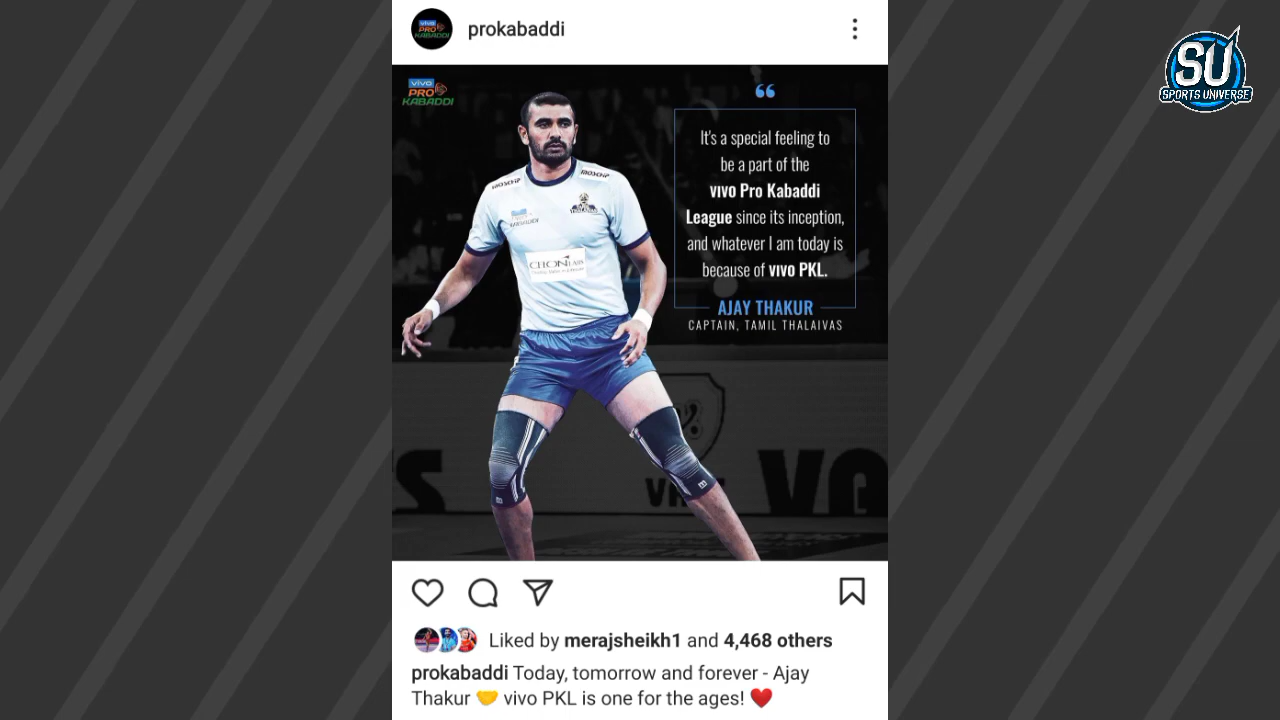 prokabaddi
SU
SPORTS UNIVERSE
vivo
PRO
KABADDI
“
It's a special feeling to
be a part of the
vivo Pro Kabaddi
League since its inception,
and whatever I am today is
because of vivo PKL.
AJAY THAKUR
CAPTAIN, TAMIL THALAIVAS
Liked by merajsheikh1 and 4,468 others
prokabaddi Today, tomorrow and forever - Ajay
Thakur 🤝 vivo PKL is one for the ages! ❤️